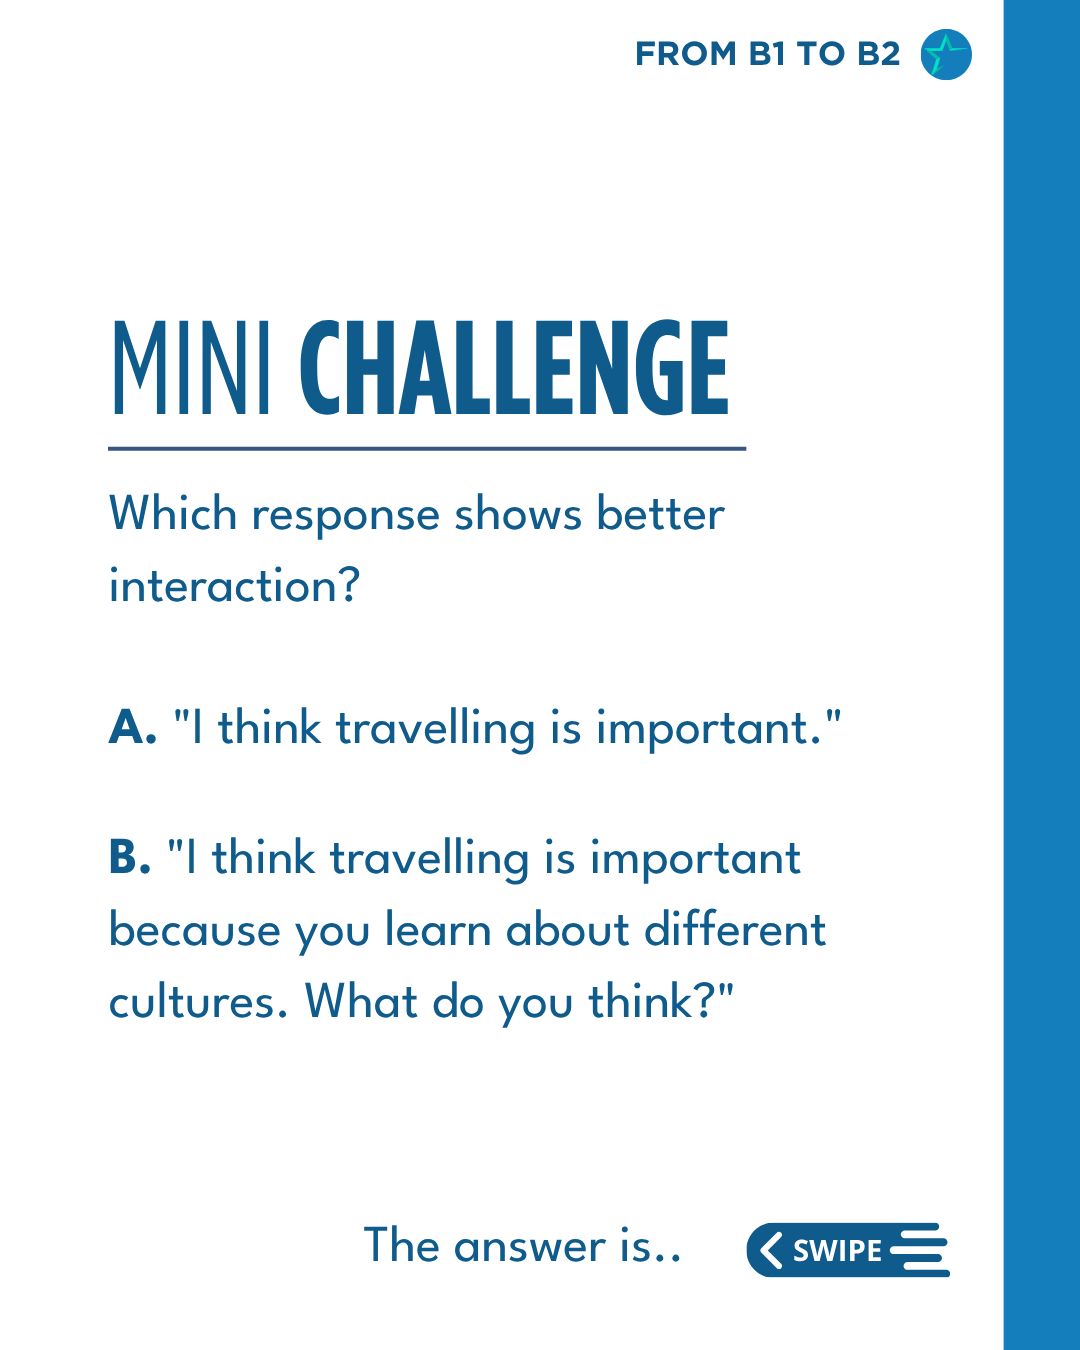 FROM B1 TO B2
MINI CHALLENGE
Which response shows better
interaction?
A. "I think travelling is important."
B. "I think travelling is important
because you learn about different
cultures. What do you think?"
The answer is..
SWIPE